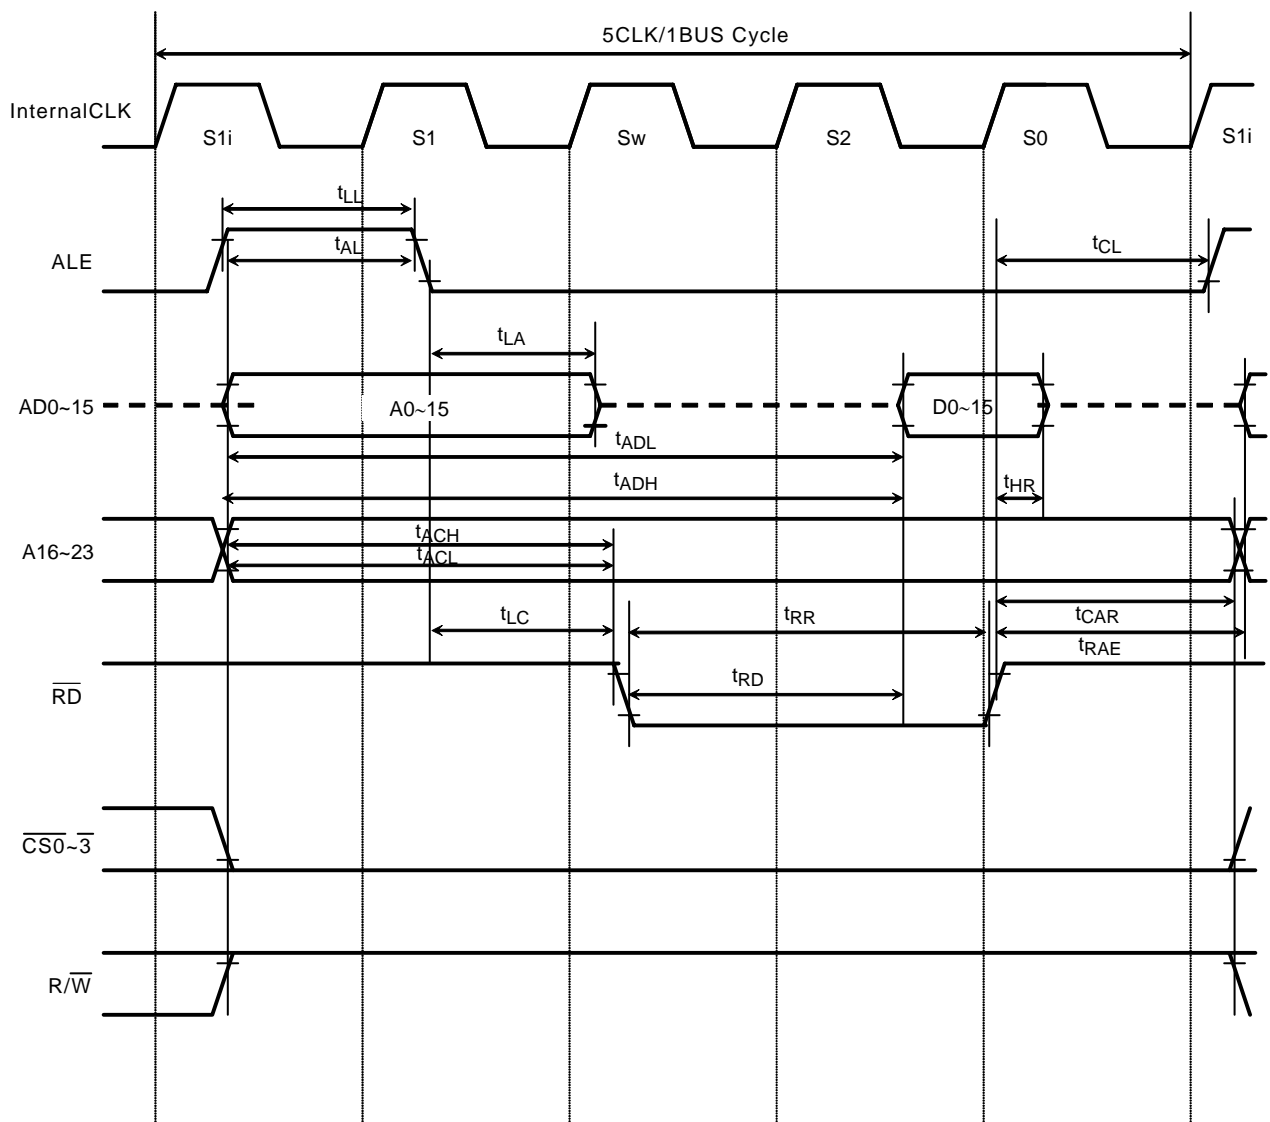 5CLK/1BUS Cycle
InternalCLK
S1i S1 Sw S2 S0 S1i
tLL
tAL
tCL
ALE
tLA
AD0~15
A0~15
D0~15
tADL
tADH
tHR
A16~23
tACH
tACL
tLC
tRR
tCAR
tRAE
RD
tRD
CS0~3
R/W